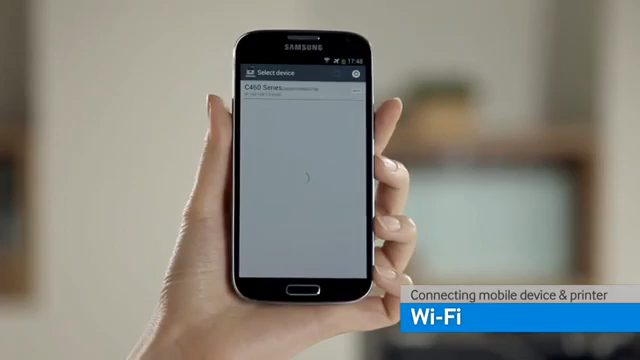 SAMSUNG
17:48
Select device
C460 Series
Connecting mobile device & printer
Wi-Fi